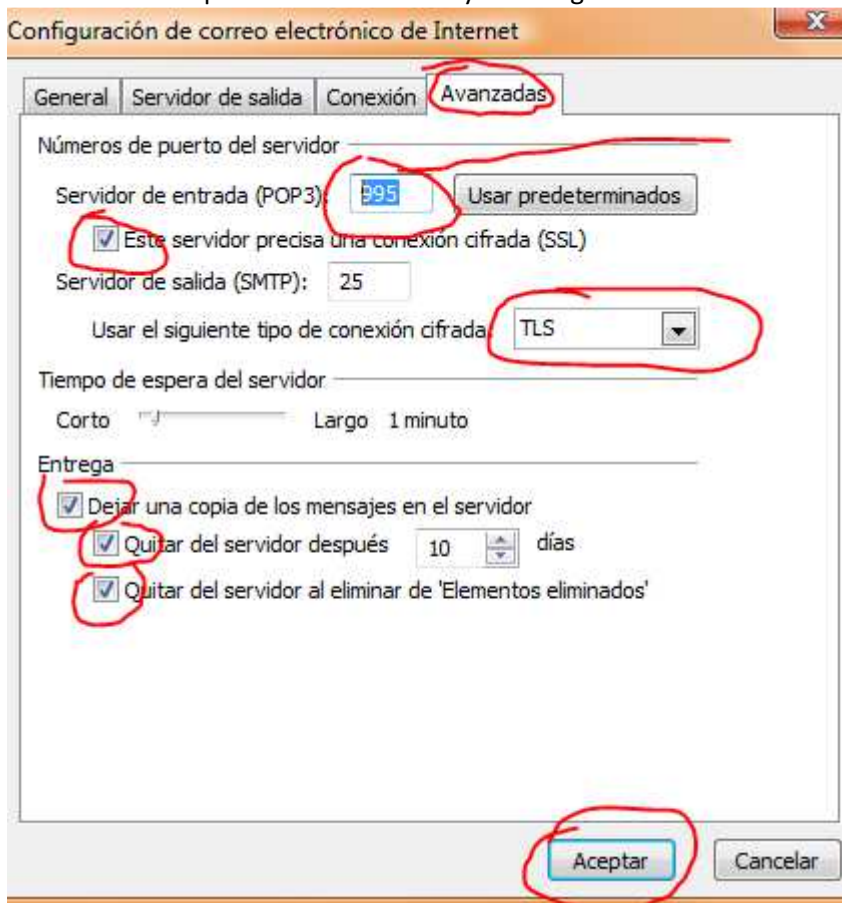 Configuración de correo electrónico de Internet
General Servidor de salida Conexión Avanzadas
Números de puerto del servidor
Servidor de entrada (POP3): 995 Usar predeterminados
Este servidor precisa una conexión cifrada (SSL)
Servidor de salida (SMTP): 25
Usar el siguiente tipo de conexión cifrada: TLS
Tiempo de espera del servidor
Corto Largo 1 minuto
Entrega
Dejar una copia de los mensajes en el servidor
Quitar del servidor después 10 días
Quitar del servidor al eliminar de 'Elementos eliminados'
Aceptar Cancelar